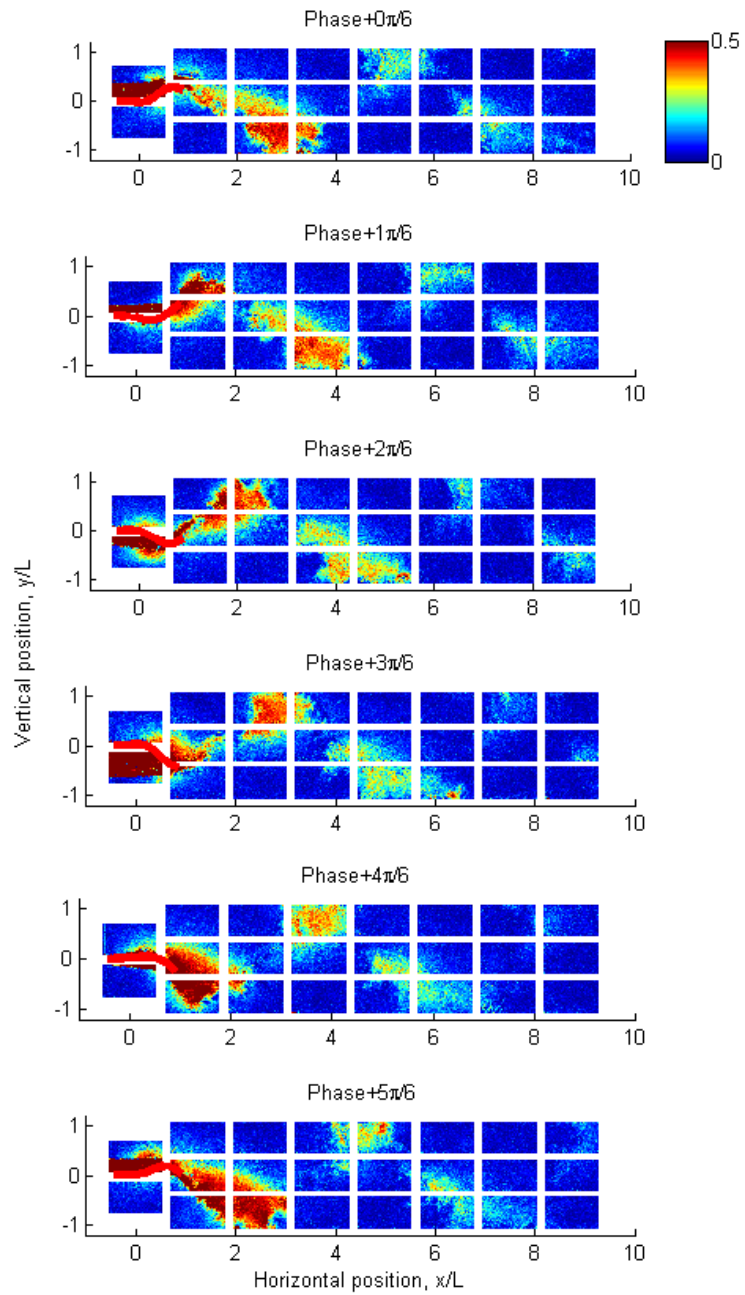 Phase+0π/6
1
0
-1
0 2 4 6 8 10
0.5
0
Phase+1π/6
1
0
-1
0 2 4 6 8 10
Phase+2π/6
1
0
-1
0 2 4 6 8 10
Vertical position, y/L
Phase+3π/6
1
0
-1
0 2 4 6 8 10
Phase+4π/6
1
0
-1
0 2 4 6 8 10
Phase+5π/6
1
0
-1
0 2 4 6 8 10
Horizontal position, x/L